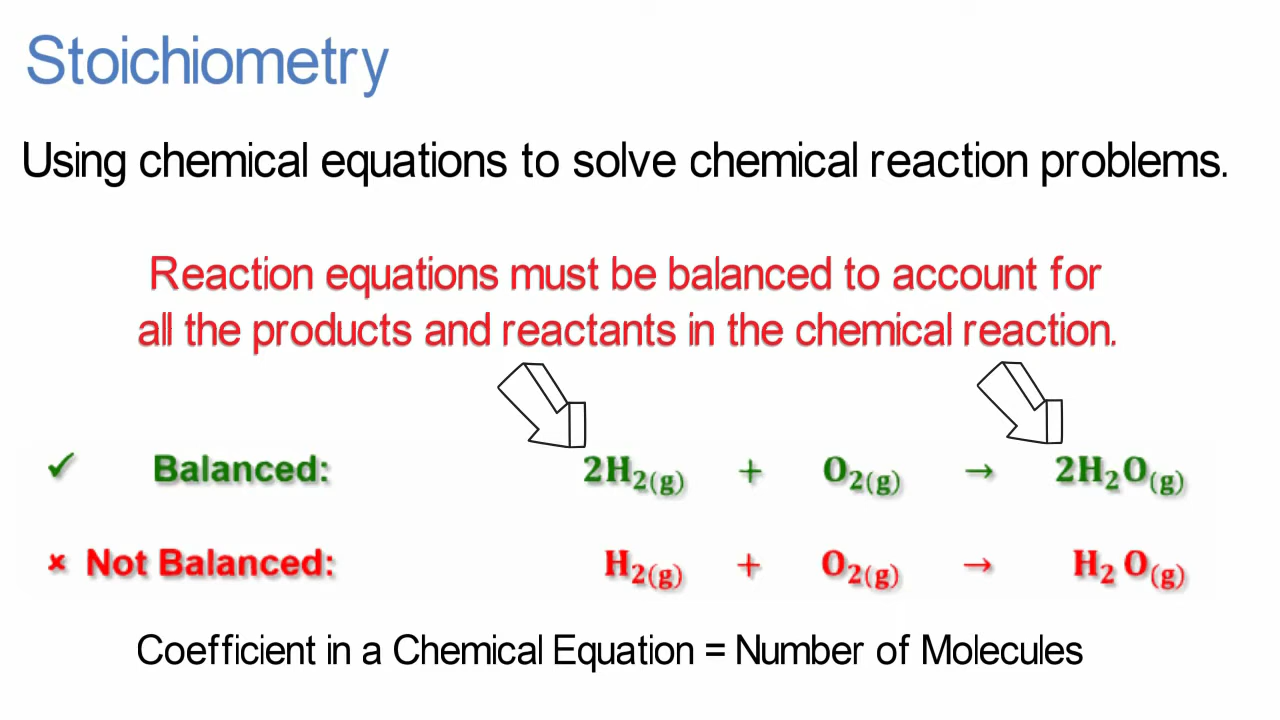 Stoichiometry
Using chemical equations to solve chemical reaction problems.
Reaction equations must be balanced to account for
all the products and reactants in the chemical reaction.
✓ Balanced: 2H₂(g) + O₂(g) → 2H₂O(g)
× Not Balanced: H₂(g) + O₂(g) → H₂ O(g)
Coefficient in a Chemical Equation = Number of Molecules